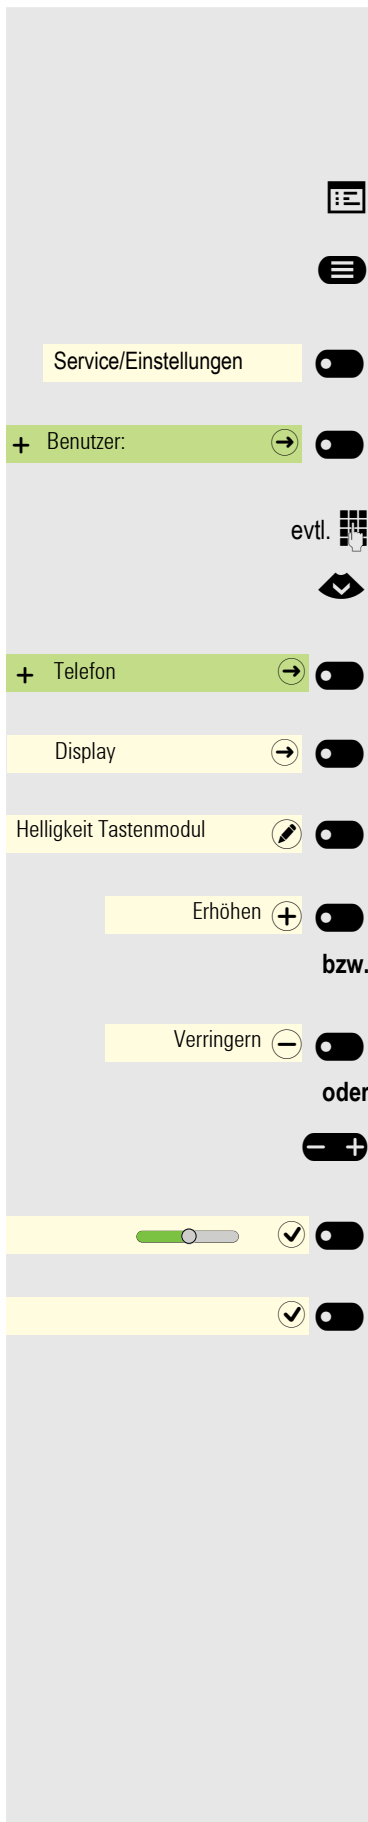 Service/Einstellungen
+ Benutzer:
evtl.
+ Telefon
Display
Helligkeit Tastenmodul
Erhöhen +
bzw.
Verringern −
oder
− +